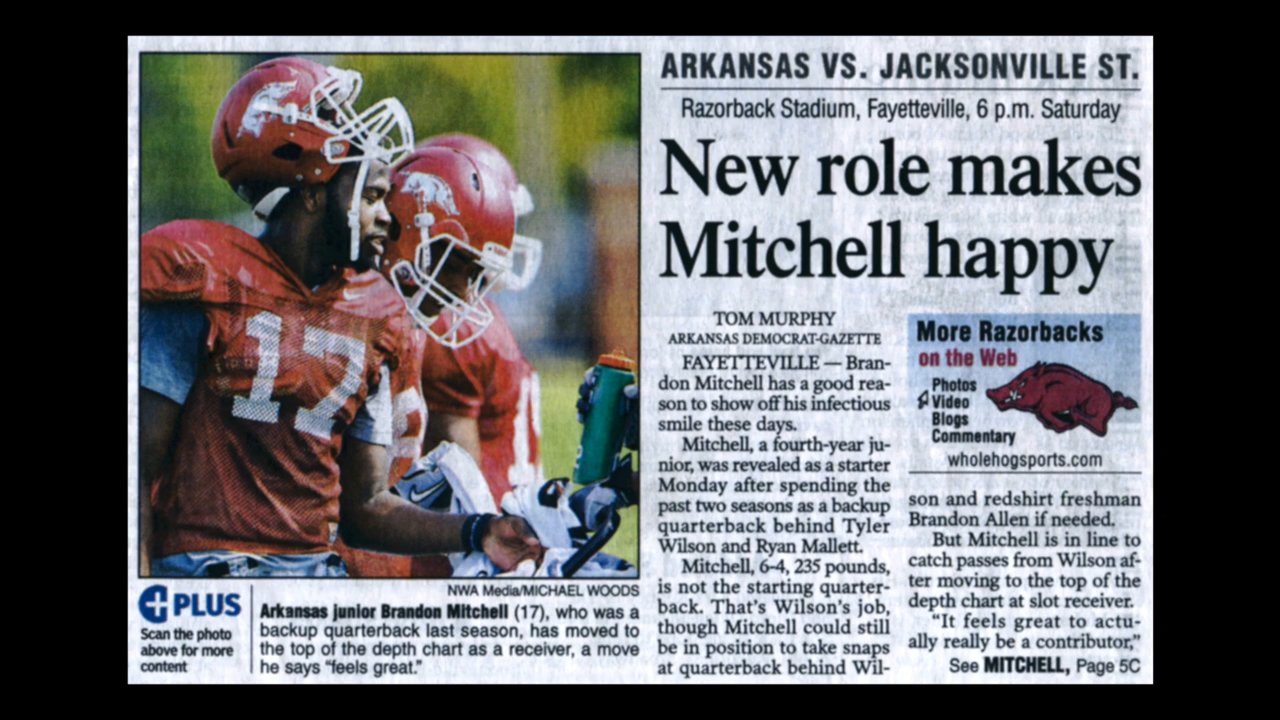 ARKANSAS VS. JACKSONVILLE ST.
Razorback Stadium, Fayetteville, 6 p.m. Saturday
New role makes
Mitchell happy
17
NWA Media/MICHAEL WOODS
PLUS
Scan the photo
above for more
content
Arkansas junior Brandon Mitchell (17), who was a
backup quarterback last season, has moved to
the top of the depth chart as a receiver, a move
he says “feels great.”
TOM MURPHY
ARKANSAS DEMOCRAT-GAZETTE
FAYETTEVILLE — Bran-
don Mitchell has a good rea-
son to show off his infectious
smile these days.
Mitchell, a fourth-year ju-
nior, was revealed as a starter
Monday after spending the
past two seasons as a backup
quarterback behind Tyler
Wilson and Ryan Mallett.
Mitchell, 6-4, 235 pounds,
is not the starting quarter-
back. That’s Wilson’s job,
though Mitchell could still
be in position to take snaps
at quarterback behind Wil-
More Razorbacks
on the Web
Photos
Video
Blogs
Commentary
wholehogsports.com
son and redshirt freshman
Brandon Allen if needed.
But Mitchell is in line to
catch passes from Wilson af-
ter moving to the top of the
depth chart at slot receiver.
“It feels great to actu-
ally really be a contributor,”
See MITCHELL, Page 5C